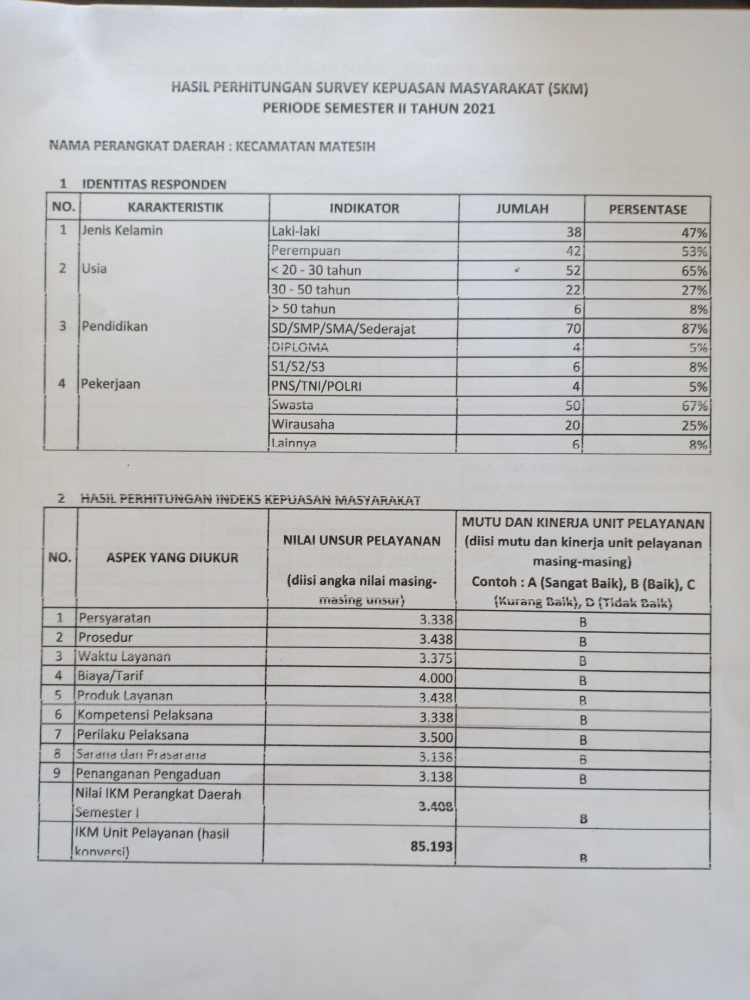 HASIL PERHITUNGAN SURVEY KEPUASAN MASYARAKAT (SKM)
PERIODE SEMESTER II TAHUN 2021
NAMA PERANGKAT DAERAH : KECAMATAN MATESIH
1 IDENTITAS RESPONDEN
NO. KARAKTERISTIK INDIKATOR JUMLAH PERSENTASE
1 Jenis Kelamin Laki-laki 38 47%
Perempuan 42 53%
2 Usia < 20 - 30 tahun 52 65%
30 - 50 tahun 22 27%
> 50 tahun 6 8%
3 Pendidikan SD/SMP/SMA/Sederajat 70 87%
DIPLOMA 4 5%
S1/S2/S3 6 8%
4 Pekerjaan PNS/TNI/POLRI 4 5%
Swasta 50 67%
Wirausaha 20 25%
Lainnya 6 8%
2 HASIL PERHITUNGAN INDEKS KEPUASAN MASYARAKAT
NO. ASPEK YANG DIUKUR NILAI UNSUR PELAYANAN
(diisi angka nilai masing-
masing unsur)
MUTU DAN KINERJA UNIT PELAYANAN
(diisi mutu dan kinerja unit pelayanan
masing-masing)
Contoh : A (Sangat Baik), B (Baik), C
(Kurang Baik), D (Tidak Baik)
1 Persyaratan 3.338 B
2 Prosedur 3.438 B
3 Waktu Layanan 3.375 B
4 Biaya/Tarif 4.000 B
5 Produk Layanan 3.438 B
6 Kompetensi Pelaksana 3.338 B
7 Perilaku Pelaksana 3.500 B
8 Sarana dan Prasarana 3.138 B
9 Penanganan Pengaduan 3.138 B
Nilai IKM Perangkat Daerah
Semester I 3.408 B
IKM Unit Pelayanan (hasil
konversi) 85.193 B